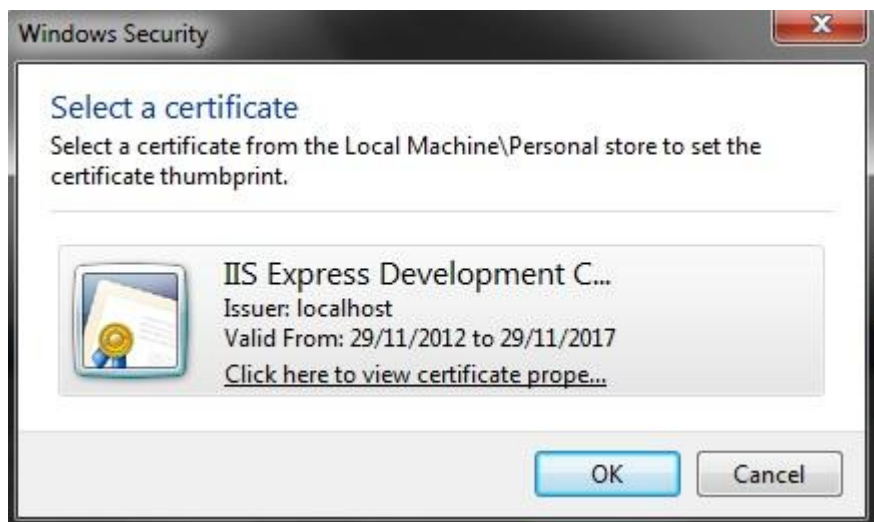 Windows Security
Select a certificate
Select a certificate from the Local Machine\Personal store to set the
certificate thumbprint.
IIS Express Development C...
Issuer: localhost
Valid From: 29/11/2012 to 29/11/2017
Click here to view certificate prope...
OK Cancel